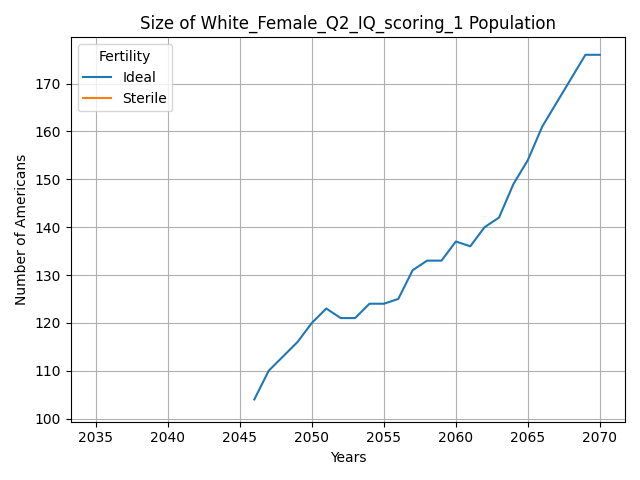 Size of White_Female_Q2_IQ_scoring_1 Population
Fertility
Ideal
Sterile
Number of Americans
170
160
150
140
130
120
110
100
2035 2040 2045 2050 2055 2060 2065 2070
Years